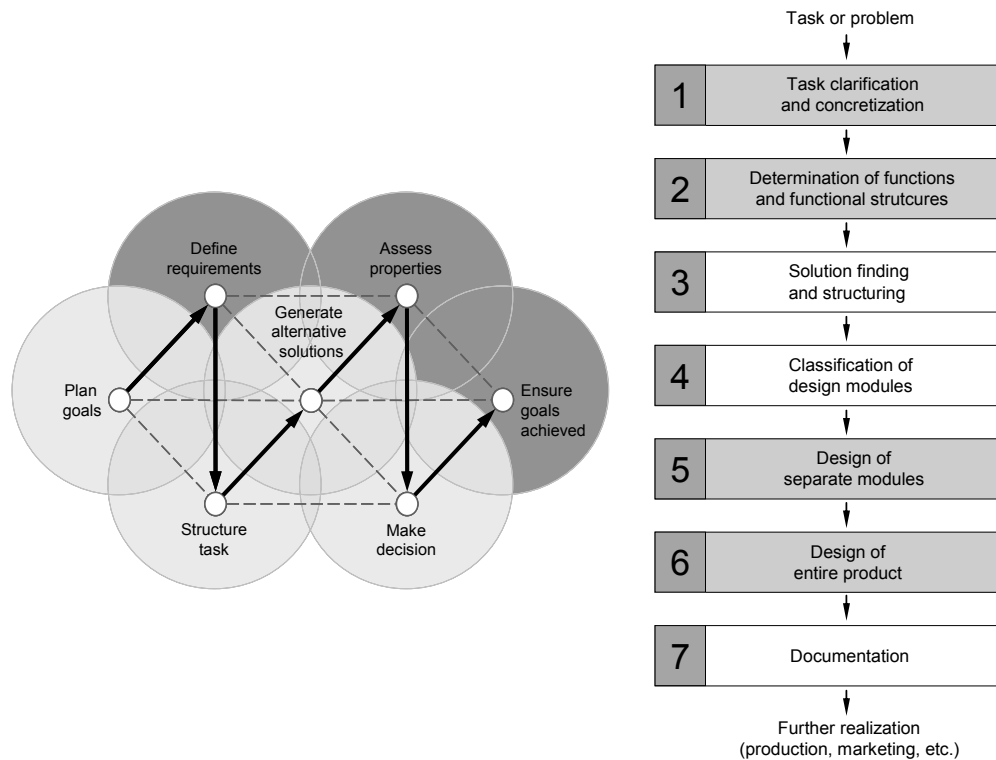 Define
requirements
Assess
properties
Generate
alternative
solutions
Plan
goals
Ensure
goals
achieved
Structure
task
Make
decision
Task or problem
1
Task clarification
and concretization
2
Determination of functions
and functional strutcures
3
Solution finding
and structuring
4
Classification of
design modules
5
Design of
separate modules
6
Design of
entire product
7
Documentation
Further realization
(production, marketing, etc.)